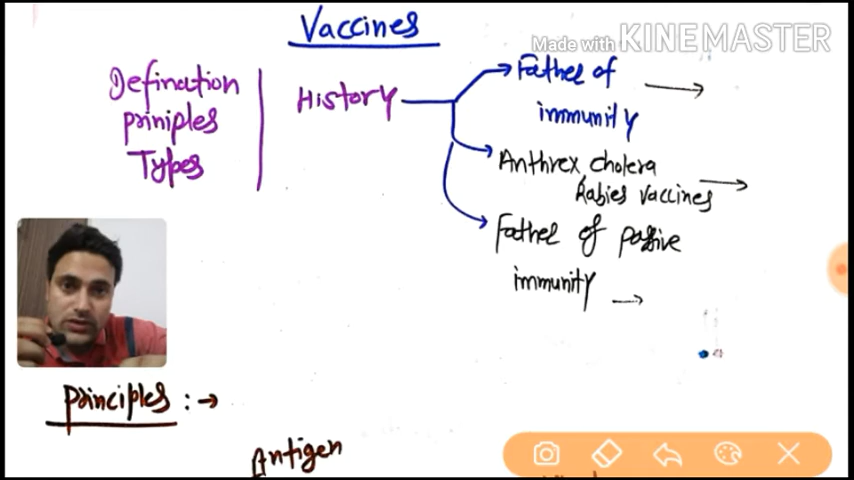 Vaccines
Made with KINEMASTER
Defination
priniples
Types
History
Father of
immunity
Anthrex, cholera
Rabies vaccines
Father of passive
immunity
Principles :→
Antigen